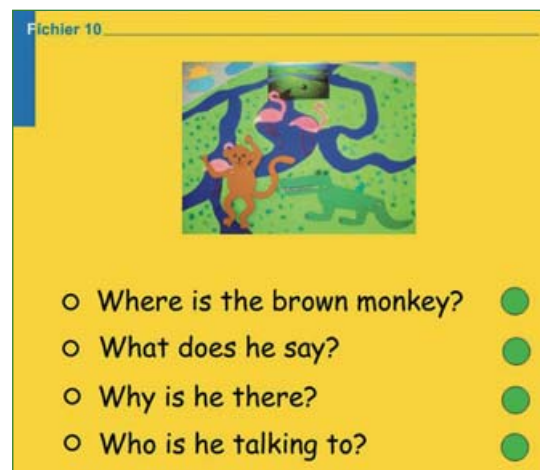 Fichier 10
Where is the brown monkey?
What does he say?
Why is he there?
Who is he talking to?